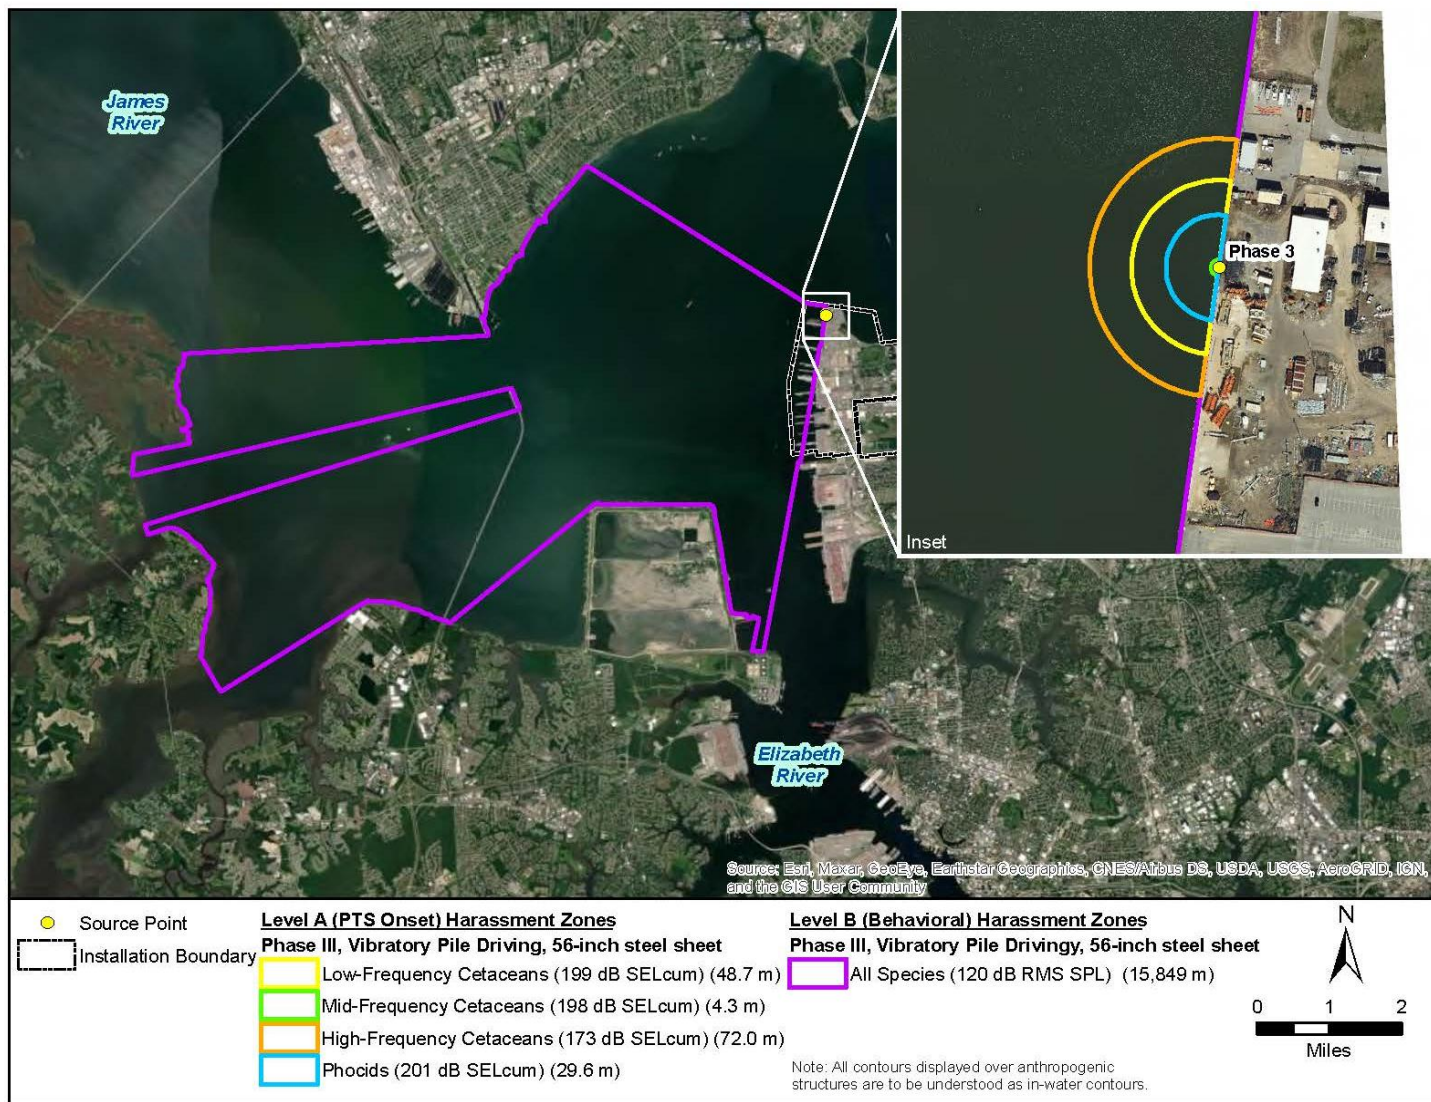 James
River
Phase 3
Inset
Elizabeth
River
Source: Esri, Maxar, GeoEye, Earthstar Geographics, CNES/Airbus DS, USDA, USGS, AeroGRID, IGN,
and the GIS User Community
Source Point
Installation Boundary
Level A (PTS Onset) Harassment Zones
Phase III, Vibratory Pile Driving, 56-inch steel sheet
Low-Frequency Cetaceans (199 dB SELcum) (48.7 m)
Mid-Frequency Cetaceans (198 dB SELcum) (4.3 m)
High-Frequency Cetaceans (173 dB SELcum) (72.0 m)
Phocids (201 dB SELcum) (29.6 m)
Level B (Behavioral) Harassment Zones
Phase III, Vibratory Pile Drivingy, 56-inch steel sheet
All Species (120 dB RMS SPL) (15,849 m)
Note: All contours displayed over anthropogenic
structures are to be understood as in-water contours.
N
0 1 2
Miles